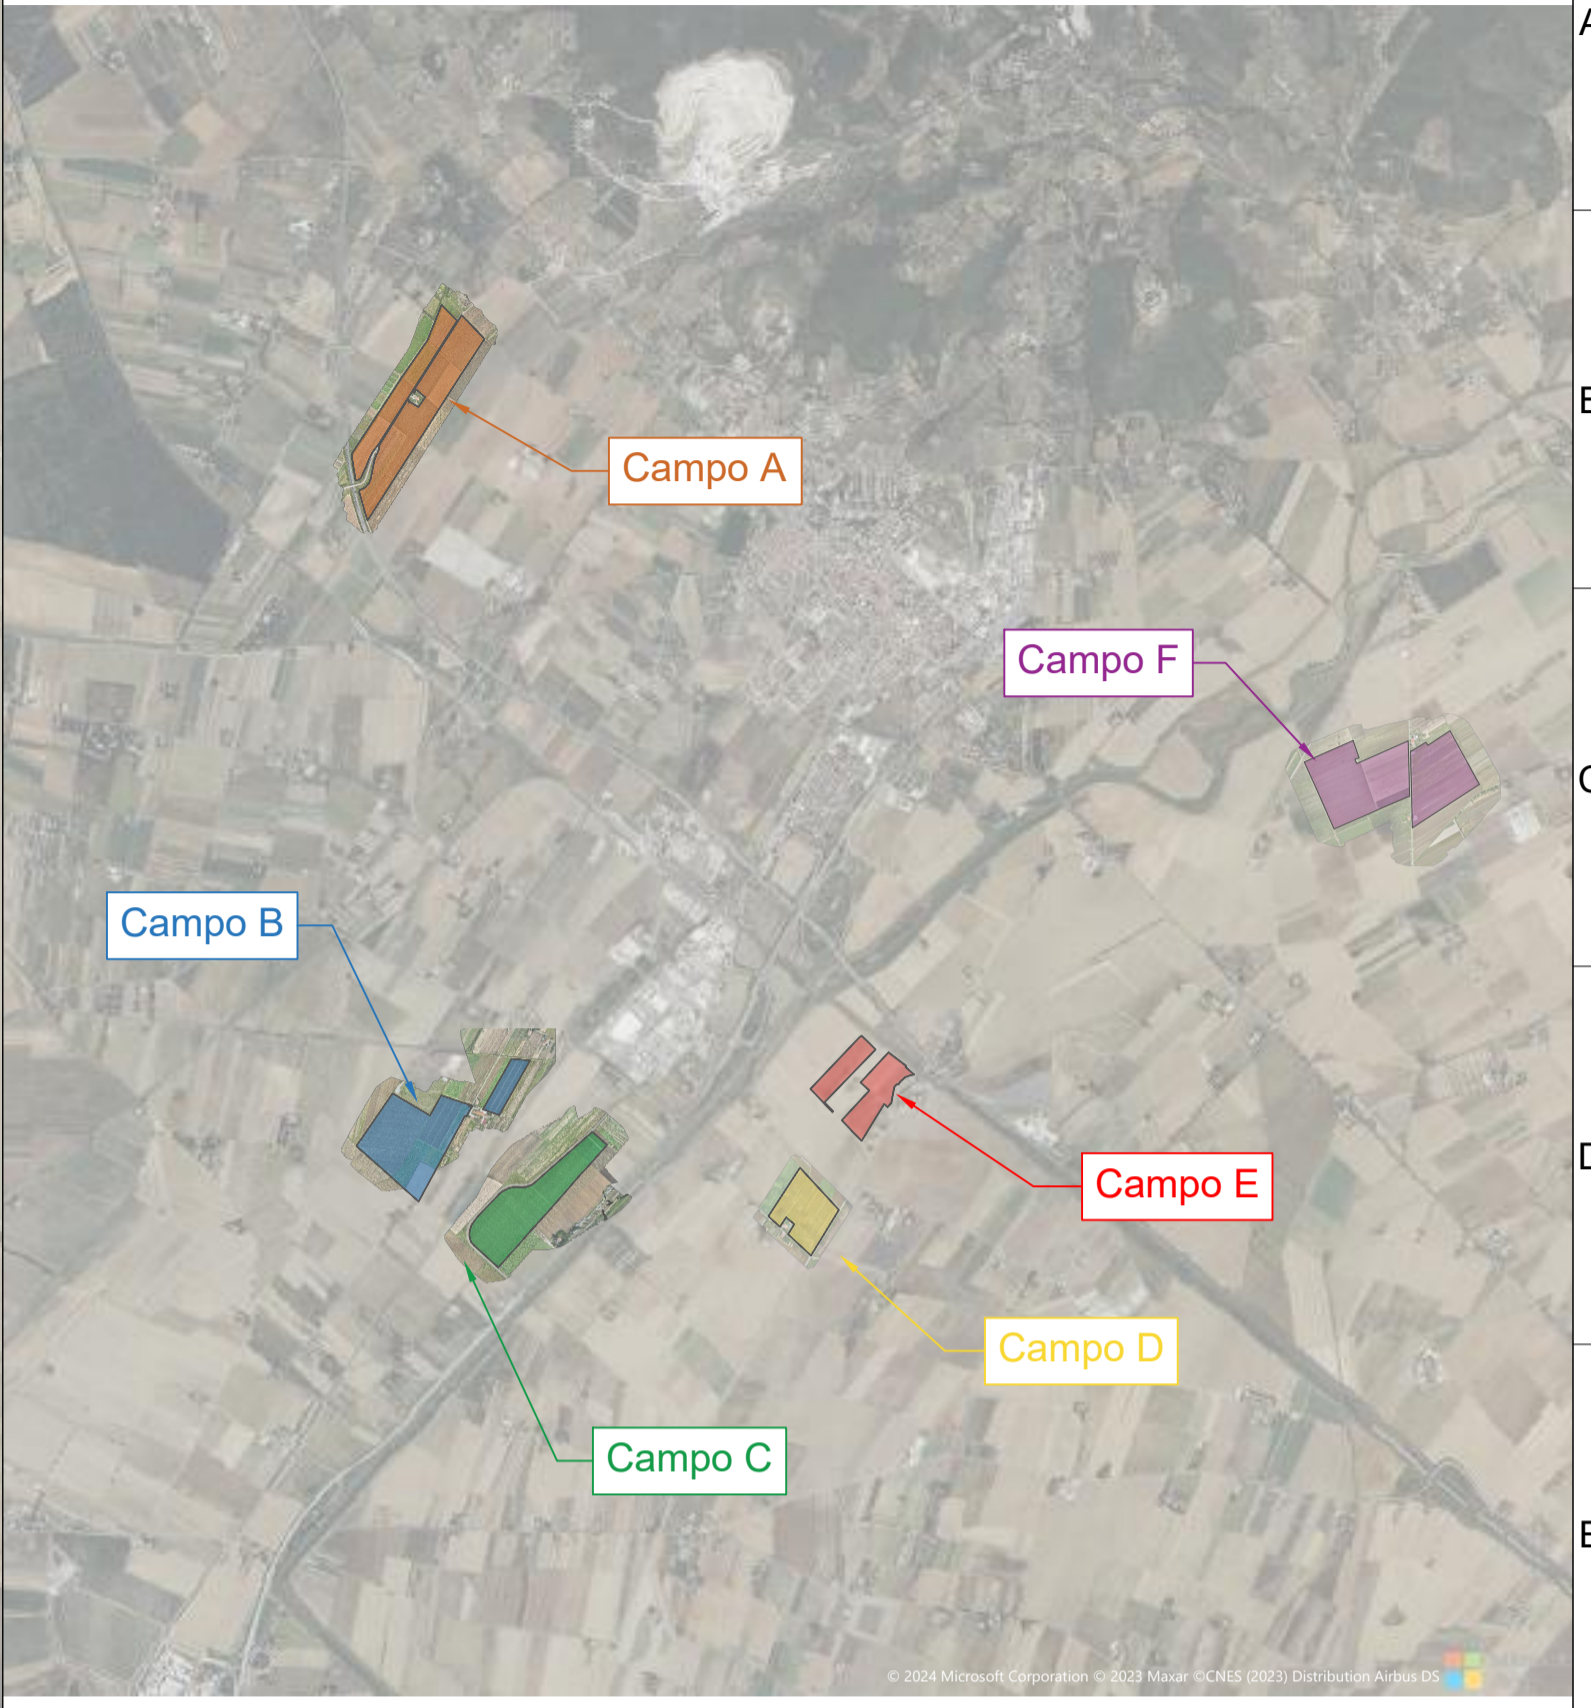 A
B
Campo A
Campo F
C
Campo B
D
Campo E
Campo D
Campo C
E
© 2024 Microsoft Corporation © 2023 Maxar ©CNES (2023) Distribution Airbus DS